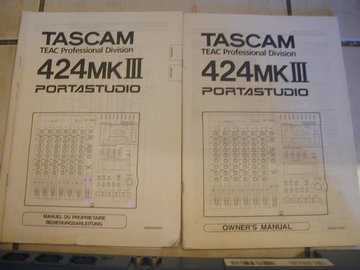 TASCAM
TEAC Professional Division
424MKIII
PORTASTUDIO
MANUEL DU PROPRIETAIRE
BEDIENUNGSANLEITUNG
TASCAM
TEAC Professional Division
424MKIII
PORTASTUDIO
OWNER'S MANUAL